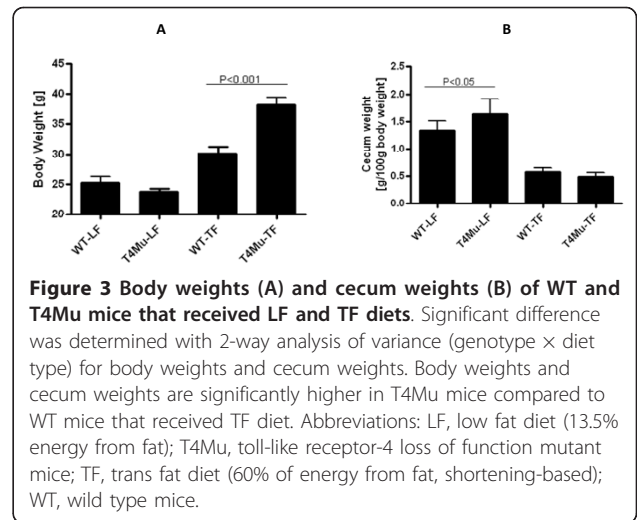 A
B
Body Weight [g]
45
40
35
30
25
20
P<0.001
WT-LF
T4Mu-LF
WT-TF
T4Mu-TF
Cecum weight
[g/100g body weight]
2.5
2.0
1.5
1.0
0.5
0.0
P<0.05
WT-LF
T4Mu-LF
WT-TF
T4Mu-TF
Figure 3 Body weights (A) and cecum weights (B) of WT and
T4Mu mice that received LF and TF diets. Significant difference
was determined with 2-way analysis of variance (genotype × diet
type) for body weights and cecum weights. Body weights and
cecum weights are significantly higher in T4Mu mice compared to
WT mice that received TF diet. Abbreviations: LF, low fat diet (13.5%
energy from fat); T4Mu, toll-like receptor-4 loss of function mutant
mice; TF, trans fat diet (60% of energy from fat, shortening-based);
WT, wild type mice.